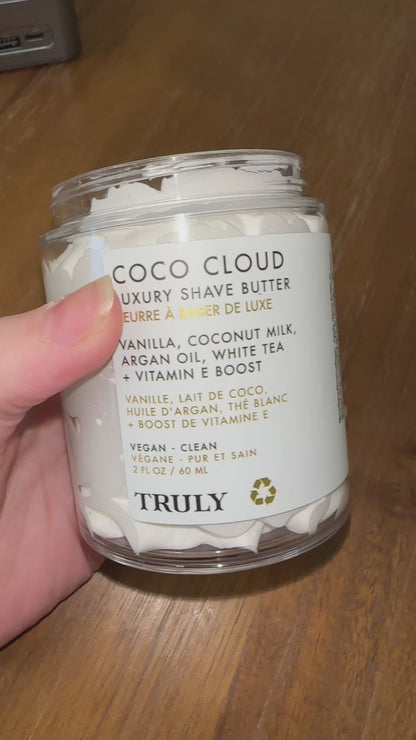 COCO CLOUD
UXURY SHAVE BUTTER
EURRE À RASER DE LUXE
VANILLA, COCONUT MILK,
ARGAN OIL, WHITE TEA
+ VITAMIN E BOOST
VANILLE, LAIT DE COCO,
HUILE D'ARGAN, THÉ BLANC
+ BOOST DE VITAMINE E
VEGAN - CLEAN
VÉGANE - PUR ET SAIN
2 FL OZ / 60 ML
TRULY